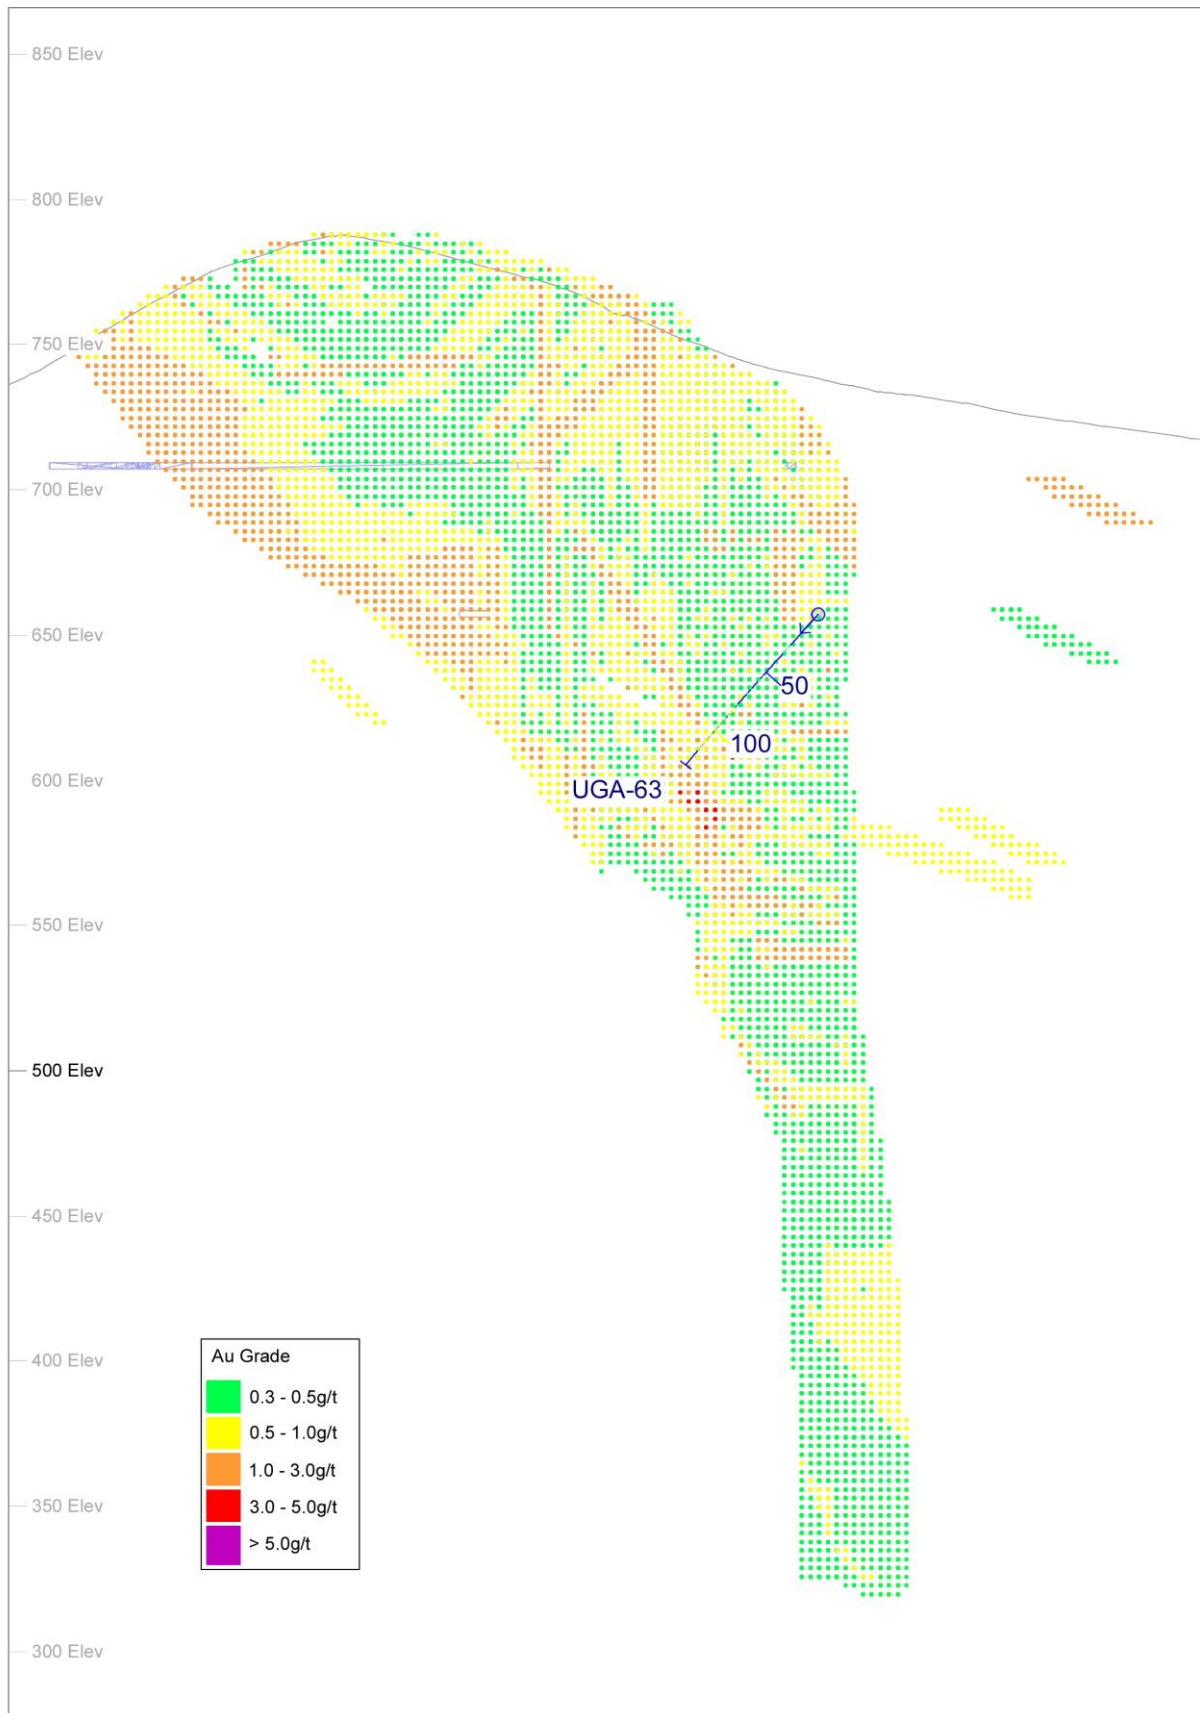 850 Elev
800 Elev
750 Elev
700 Elev
650 Elev
50
100
600 Elev
UGA-63
550 Elev
500 Elev
450 Elev
400 Elev
Au Grade
0.3 - 0.5g/t
0.5 - 1.0g/t
1.0 - 3.0g/t
3.0 - 5.0g/t
> 5.0g/t
350 Elev
300 Elev